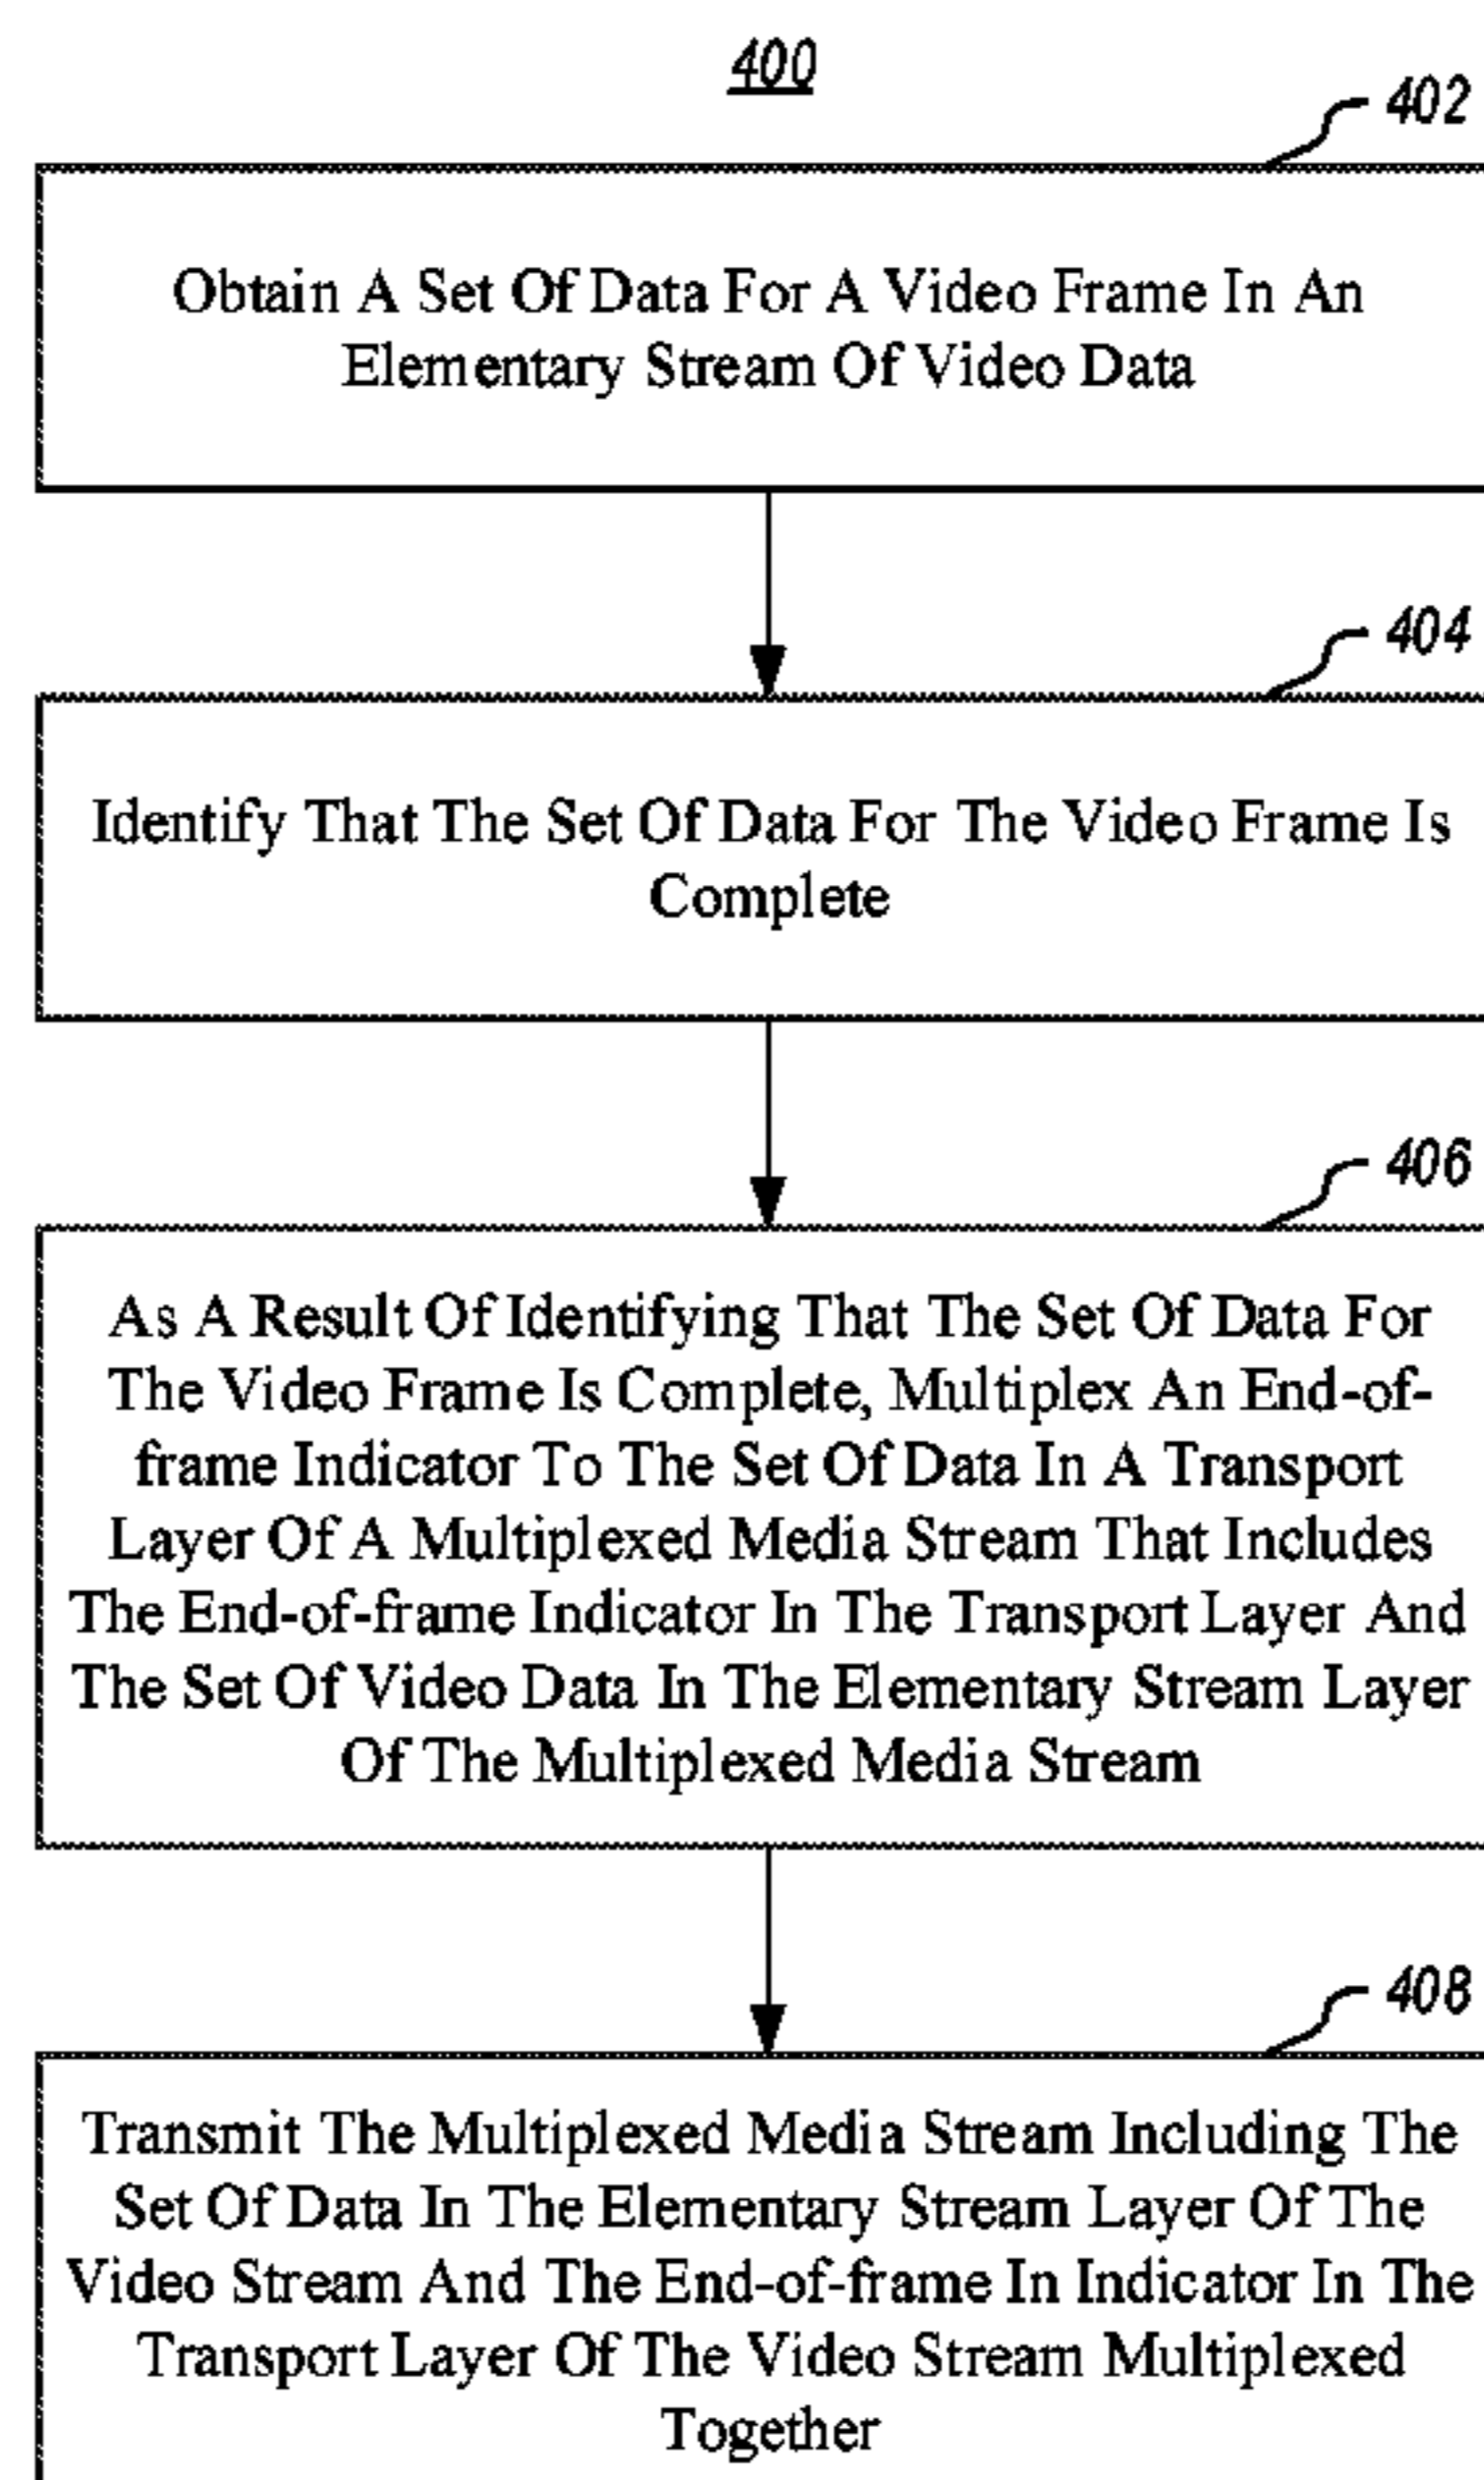 400
402
Obtain A Set Of Data For A Video Frame In An
Elementary Stream Of Video Data
404
Identify That The Set Of Data For The Video Frame Is
Complete
406
As A Result Of Identifying That The Set Of Data For
The Video Frame Is Complete, Multiplex An End-of-
frame Indicator To The Set Of Data In A Transport
Layer Of A Multiplexed Media Stream That Includes
The End-of-frame Indicator In The Transport Layer And
The Set Of Video Data In The Elementary Stream Layer
Of The Multiplexed Media Stream
408
Transmit The Multiplexed Media Stream Including The
Set Of Data In The Elementary Stream Layer Of The
Video Stream And The End-of-frame In Indicator In The
Transport Layer Of The Video Stream Multiplexed
Together